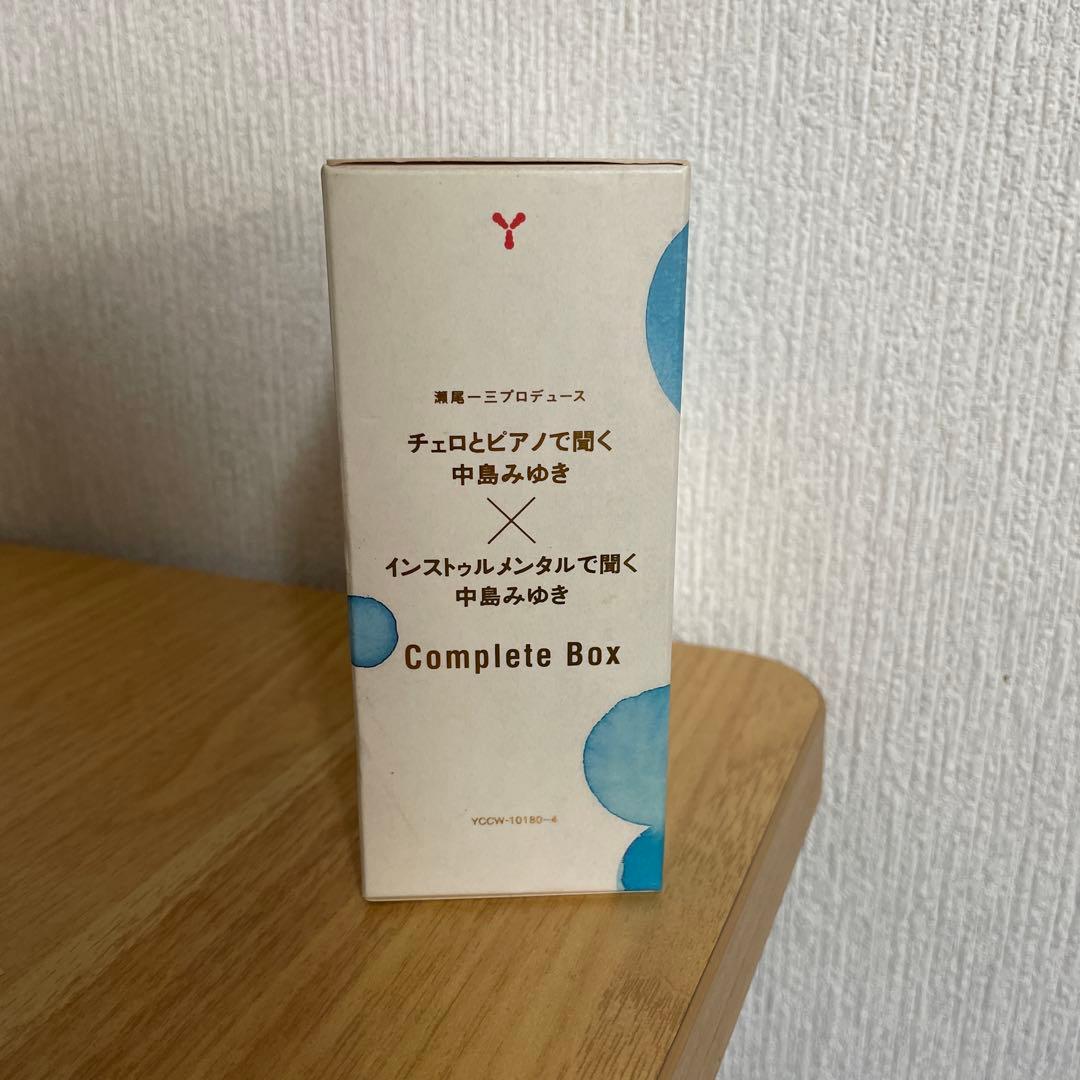 瀬尾一三プロデュース
チェロとピアノで聞く
中島みゆき
×
インストゥルメンタルで聞く
中島みゆき
Complete Box
YCCW-10180-4